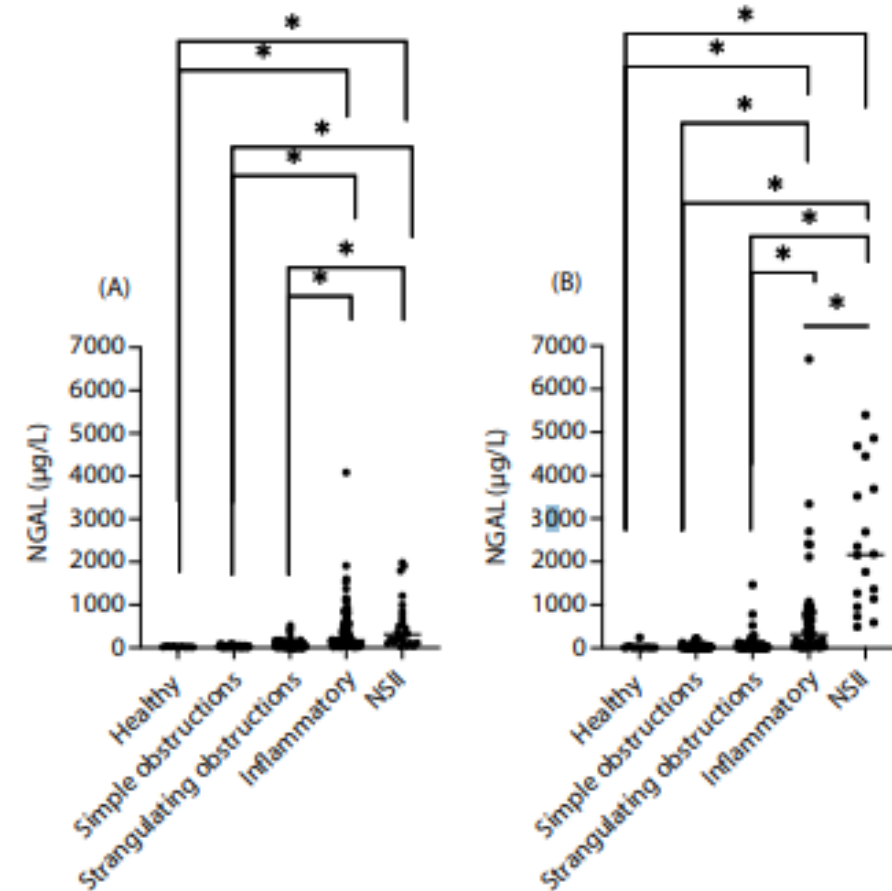 *
*
*
*
*
*
(A)
7000
6000
5000
4000
3000
2000
1000
0
NGAL (µg/L)
Healthy
Simple obstructions
Strangulating obstructions
Inflammatory
NSII
*
*
*
*
*
*
*
(B)
7000
6000
5000
4000
3000
2000
1000
0
NGAL (µg/L)
Healthy
Simple obstructions
Strangulating obstructions
Inflammatory
NSII